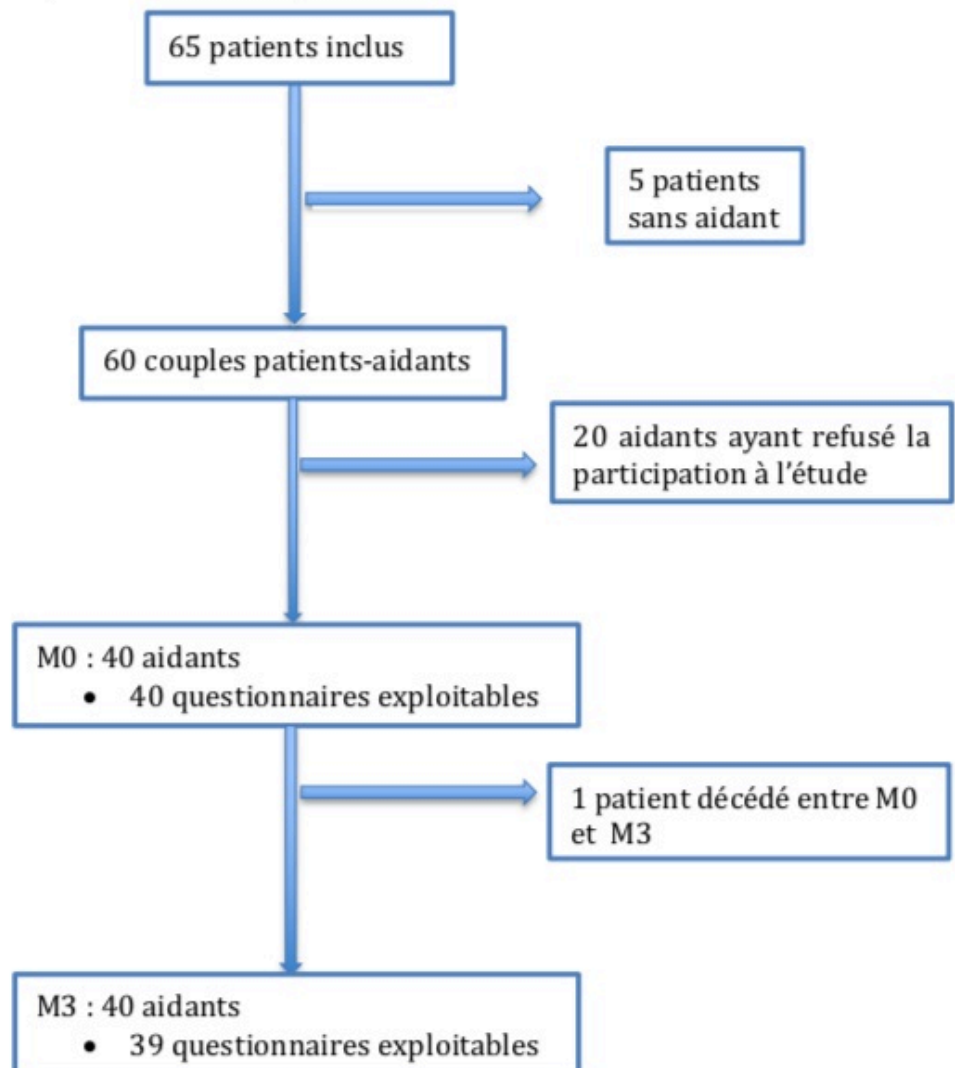 65 patients inclus
5 patients
sans aidant
60 couples patients-aidants
20 aidants ayant refusé la
participation à l'étude
M0 : 40 aidants
• 40 questionnaires exploitables
1 patient décédé entre M0
et M3
M3 : 40 aidants
• 39 questionnaires exploitables